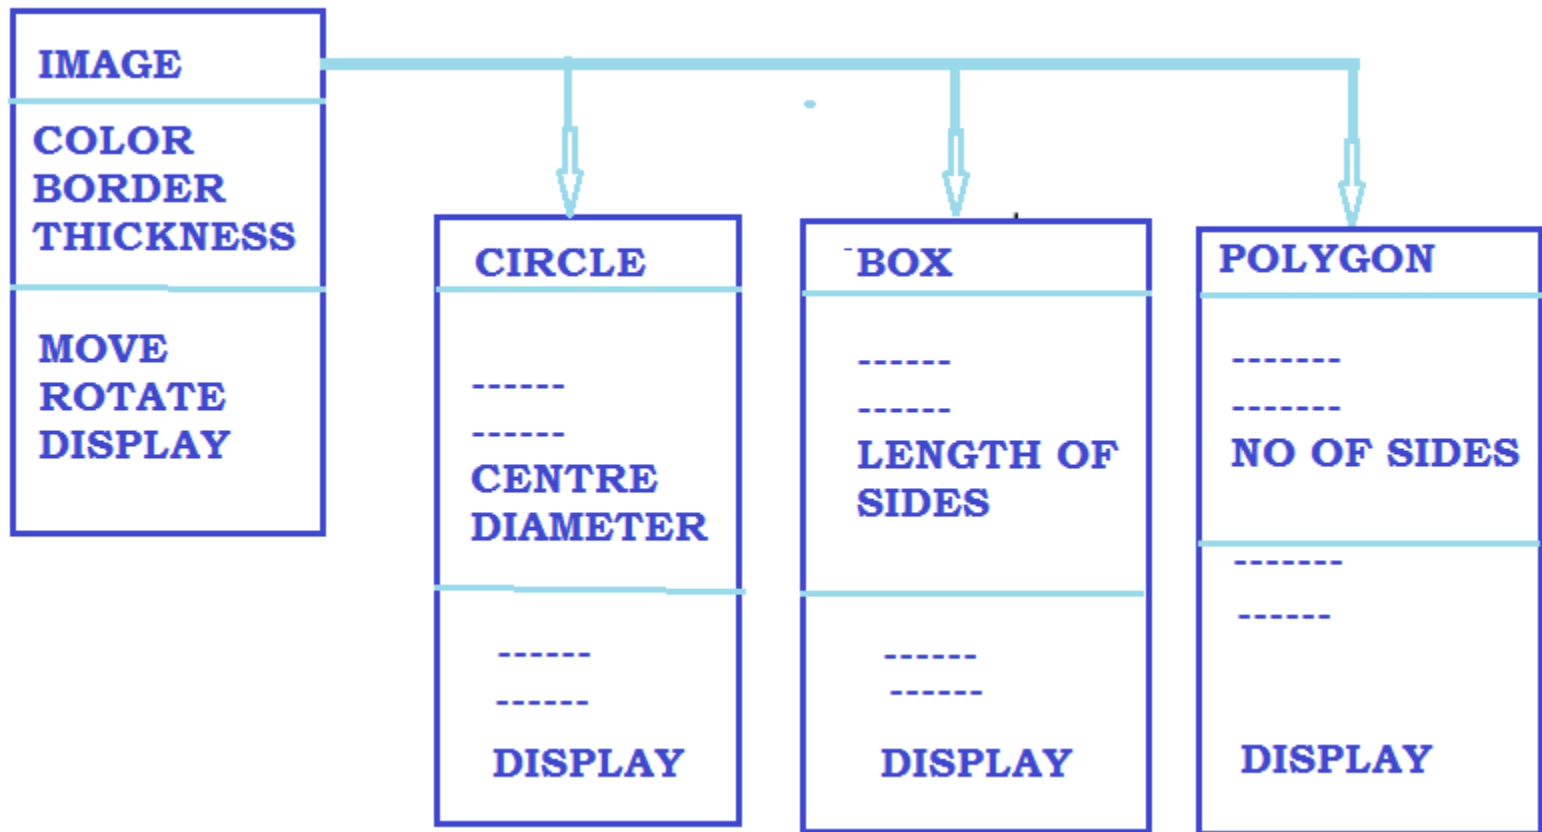 IMAGE
COLOR
BORDER
THICKNESS
MOVE
ROTATE
DISPLAY
CIRCLE
------
------
CENTRE
DIAMETER
------
------
DISPLAY
BOX
------
------
LENGTH OF
SIDES
------
------
DISPLAY
POLYGON
-------
-------
NO OF SIDES
-------
------
DISPLAY